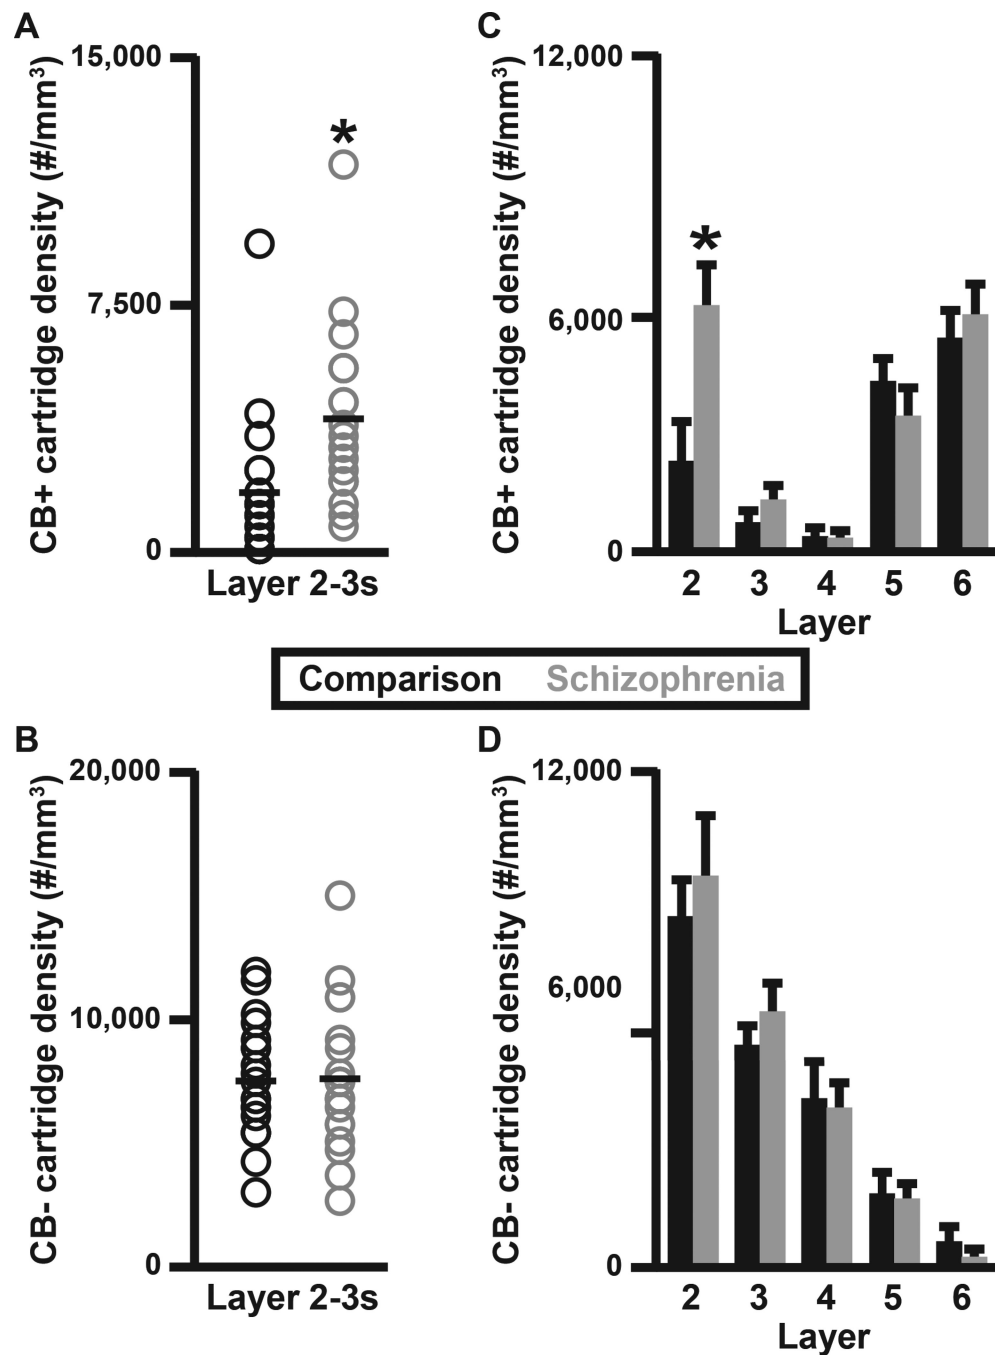 A
CB+ cartridge density (#/mm³)
15,000
7,500
0
*
Layer 2-3s
C
CB+ cartridge density (#/mm³)
12,000
6,000
0
*
2 3 4 5 6
Layer
Comparison Schizophrenia
B
CB- cartridge density (#/mm³)
20,000
10,000
0
Layer 2-3s
D
CB- cartridge density (#/mm³)
12,000
6,000
0
2 3 4 5 6
Layer